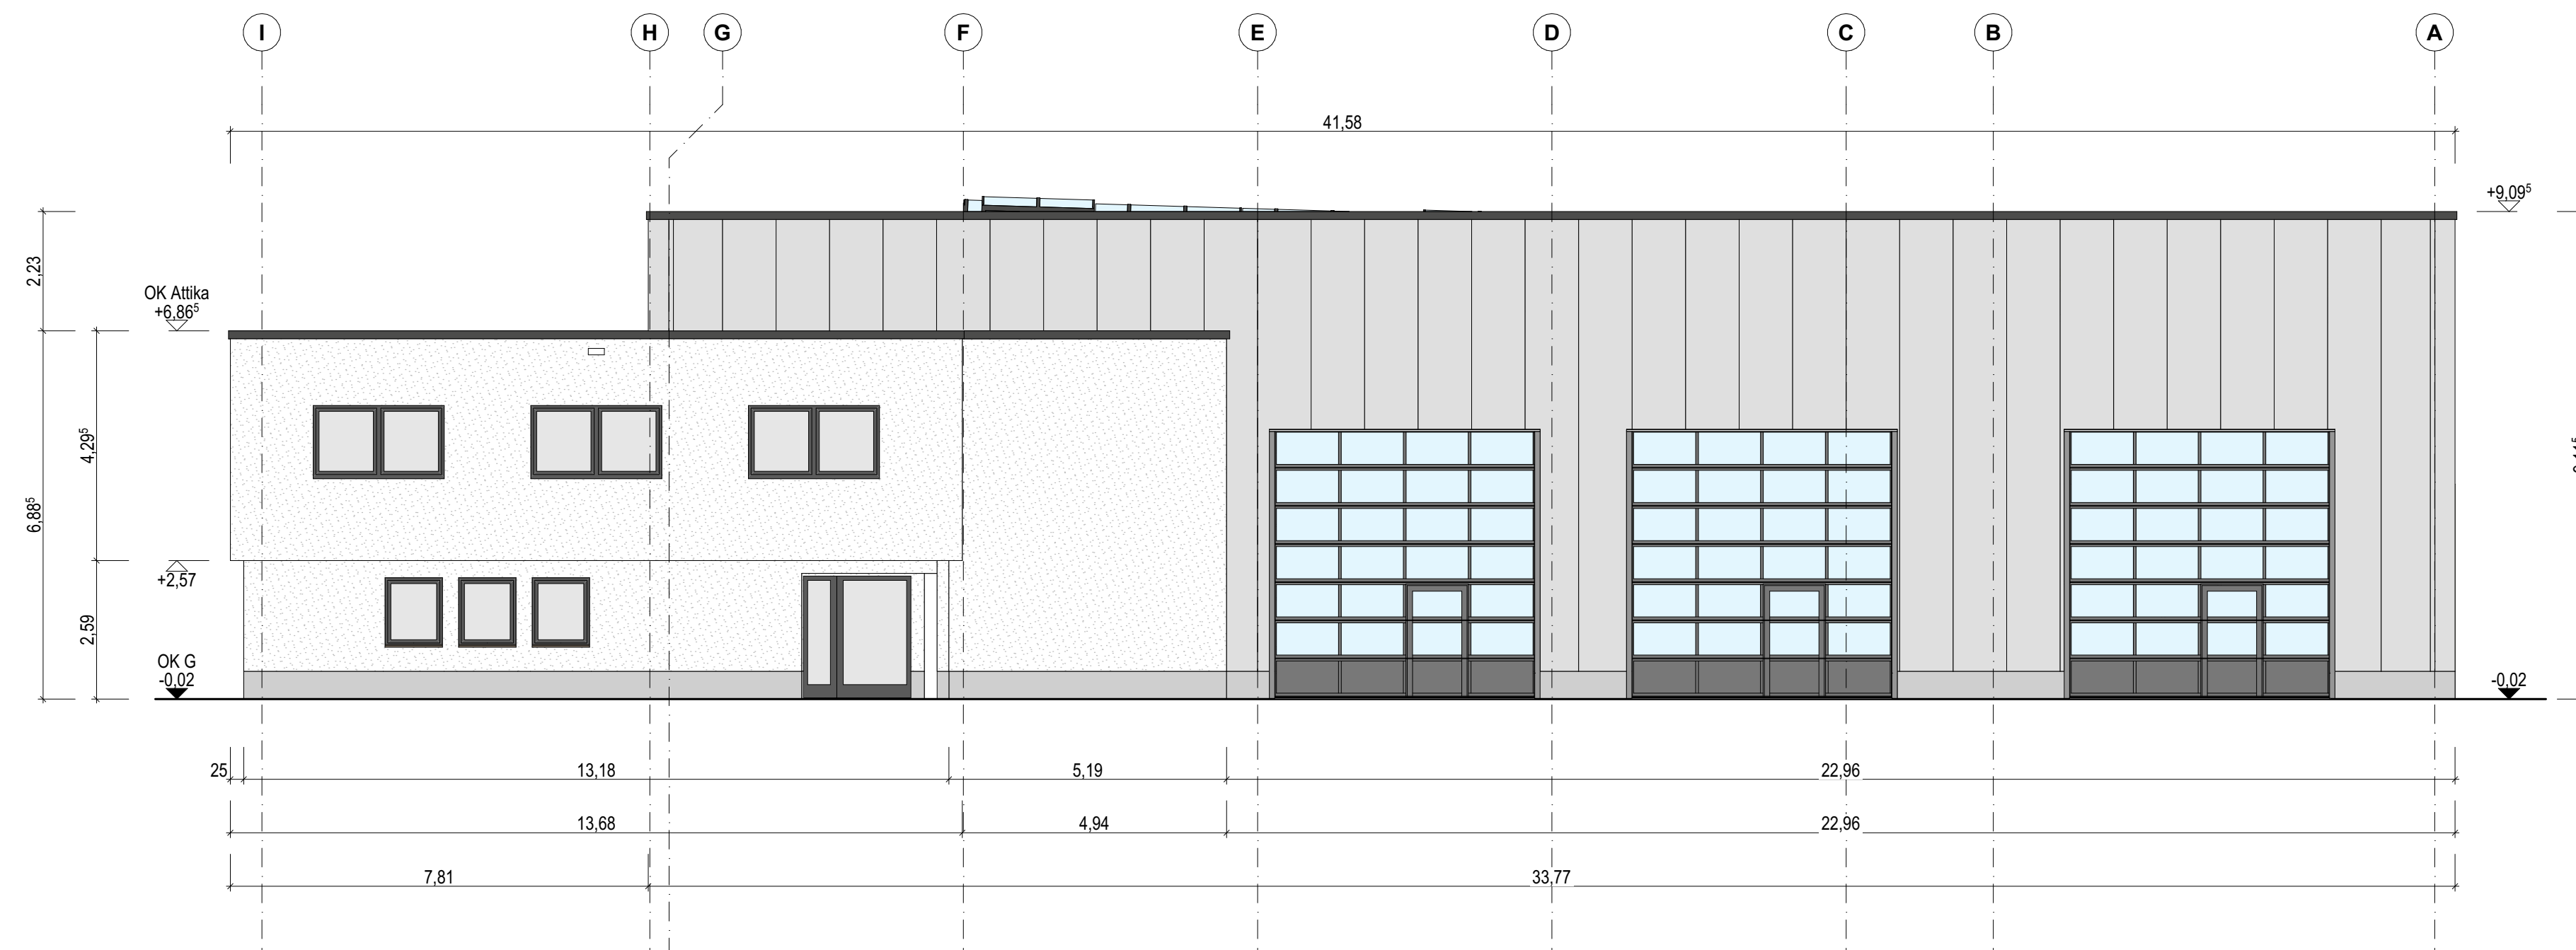 I
H
G
F
E
D
C
B
A
41,58
+9,09⁵
2,23
OK Attika
+6,86⁵
4,29⁵
6,88⁵
+2,57
2,59
OK G
-0,02
-0,02
25
13,18
5,19
22,96
13,68
4,94
22,96
7,81
33,77